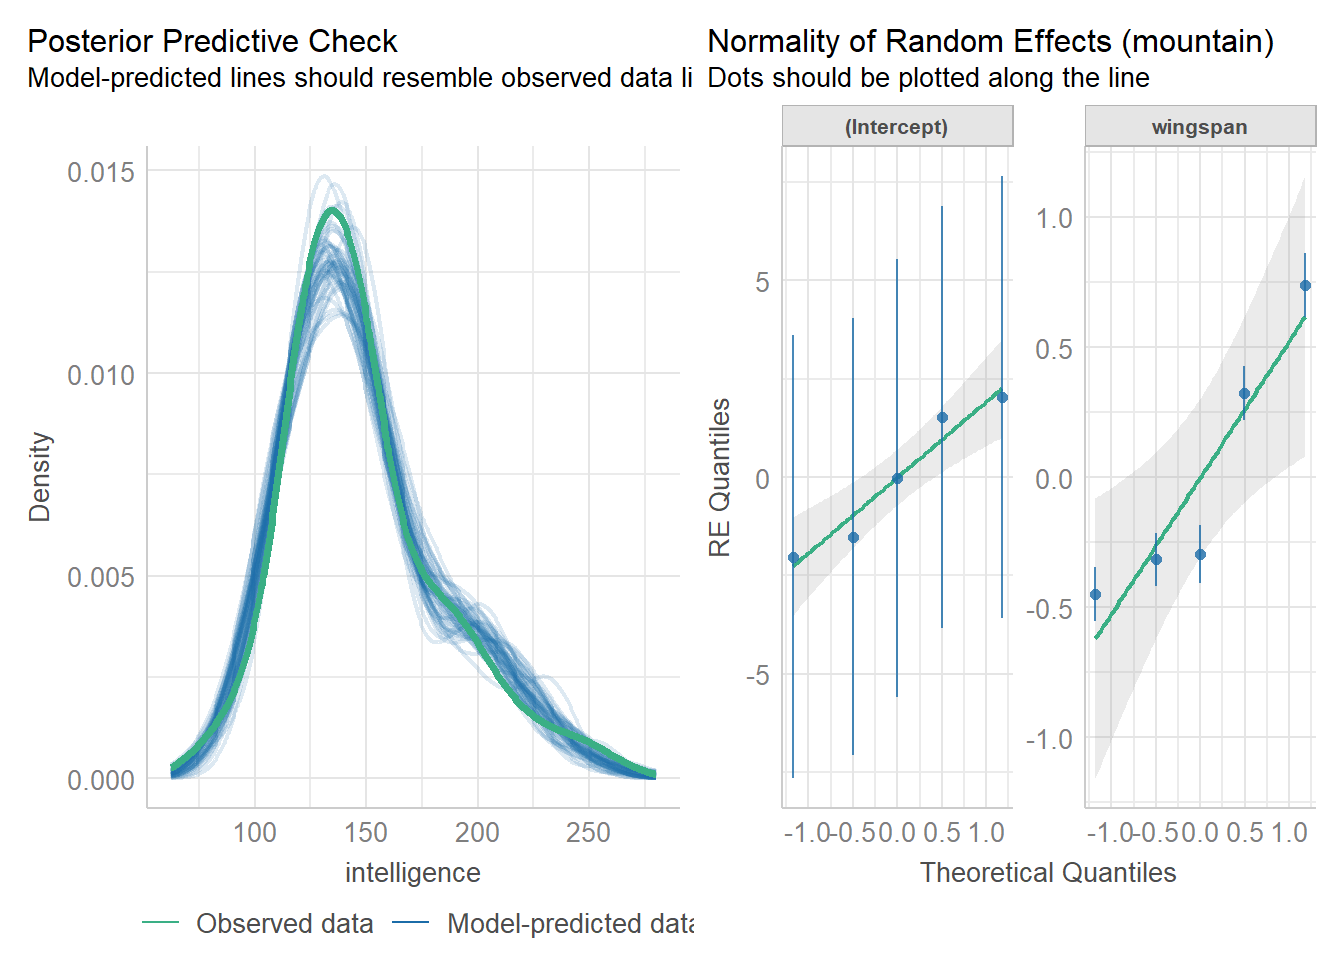 Posterior Predictive Check
Model-predicted lines should resemble observed data li
0.015
0.010
0.005
0.000
Density
100 150 200 250
intelligence
Observed data
Model-predicted data
Normality of Random Effects (mountain)
Dots should be plotted along the line
(Intercept)
wingspan
5
0
-5
RE Quantiles
1.0
0.5
0.0
-0.5
-1.0
-1.0 -0.5 0.0 0.5 1.0
-1.0 -0.5 0.0 0.5 1.0
Theoretical Quantiles